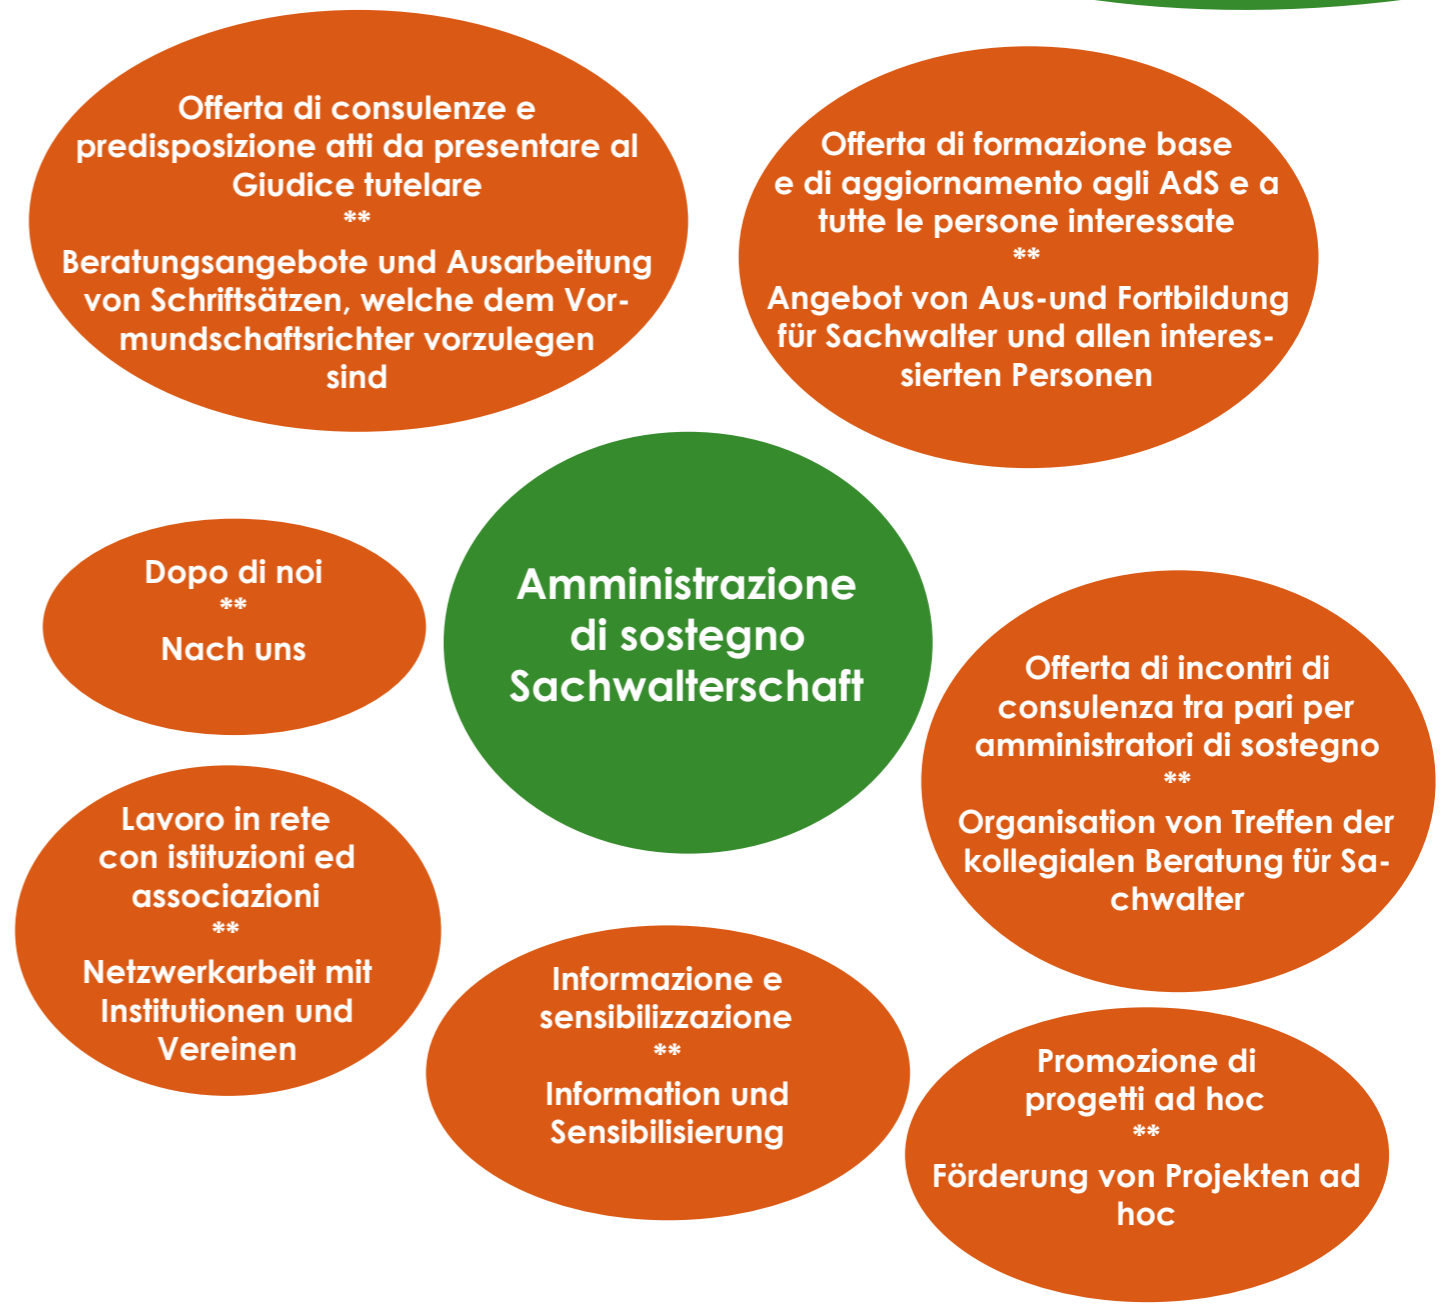 Offerta di consulenze e
predisposizione atti da presentare al
Giudice tutelare
**
Beratungsangebote und Ausarbeitung
von Schriftsätzen, welche dem Vor-
mundschaftsrichter vorzulegen
sind
Offerta di formazione base
e di aggiornamento agli AdS e a
tutte le persone interessate
**
Angebot von Aus-und Fortbildung
für Sachwalter und allen interes-
sierten Personen
Amministrazione
di sostegno
Sachwalterschaft
Dopo di noi
**
Nach uns
Offerta di incontri di
consulenza tra pari per
amministratori di sostegno
**
Organisation von Treffen der
kollegialen Beratung für Sa-
chwalter
Lavoro in rete
con istituzioni ed
associazioni
**
Netzwerkarbeit mit
Institutionen und
Vereinen
Informazione e
sensibilizzazione
**
Information und
Sensibilisierung
Promozione di
progetti ad hoc
**
Förderung von Projekten ad
hoc